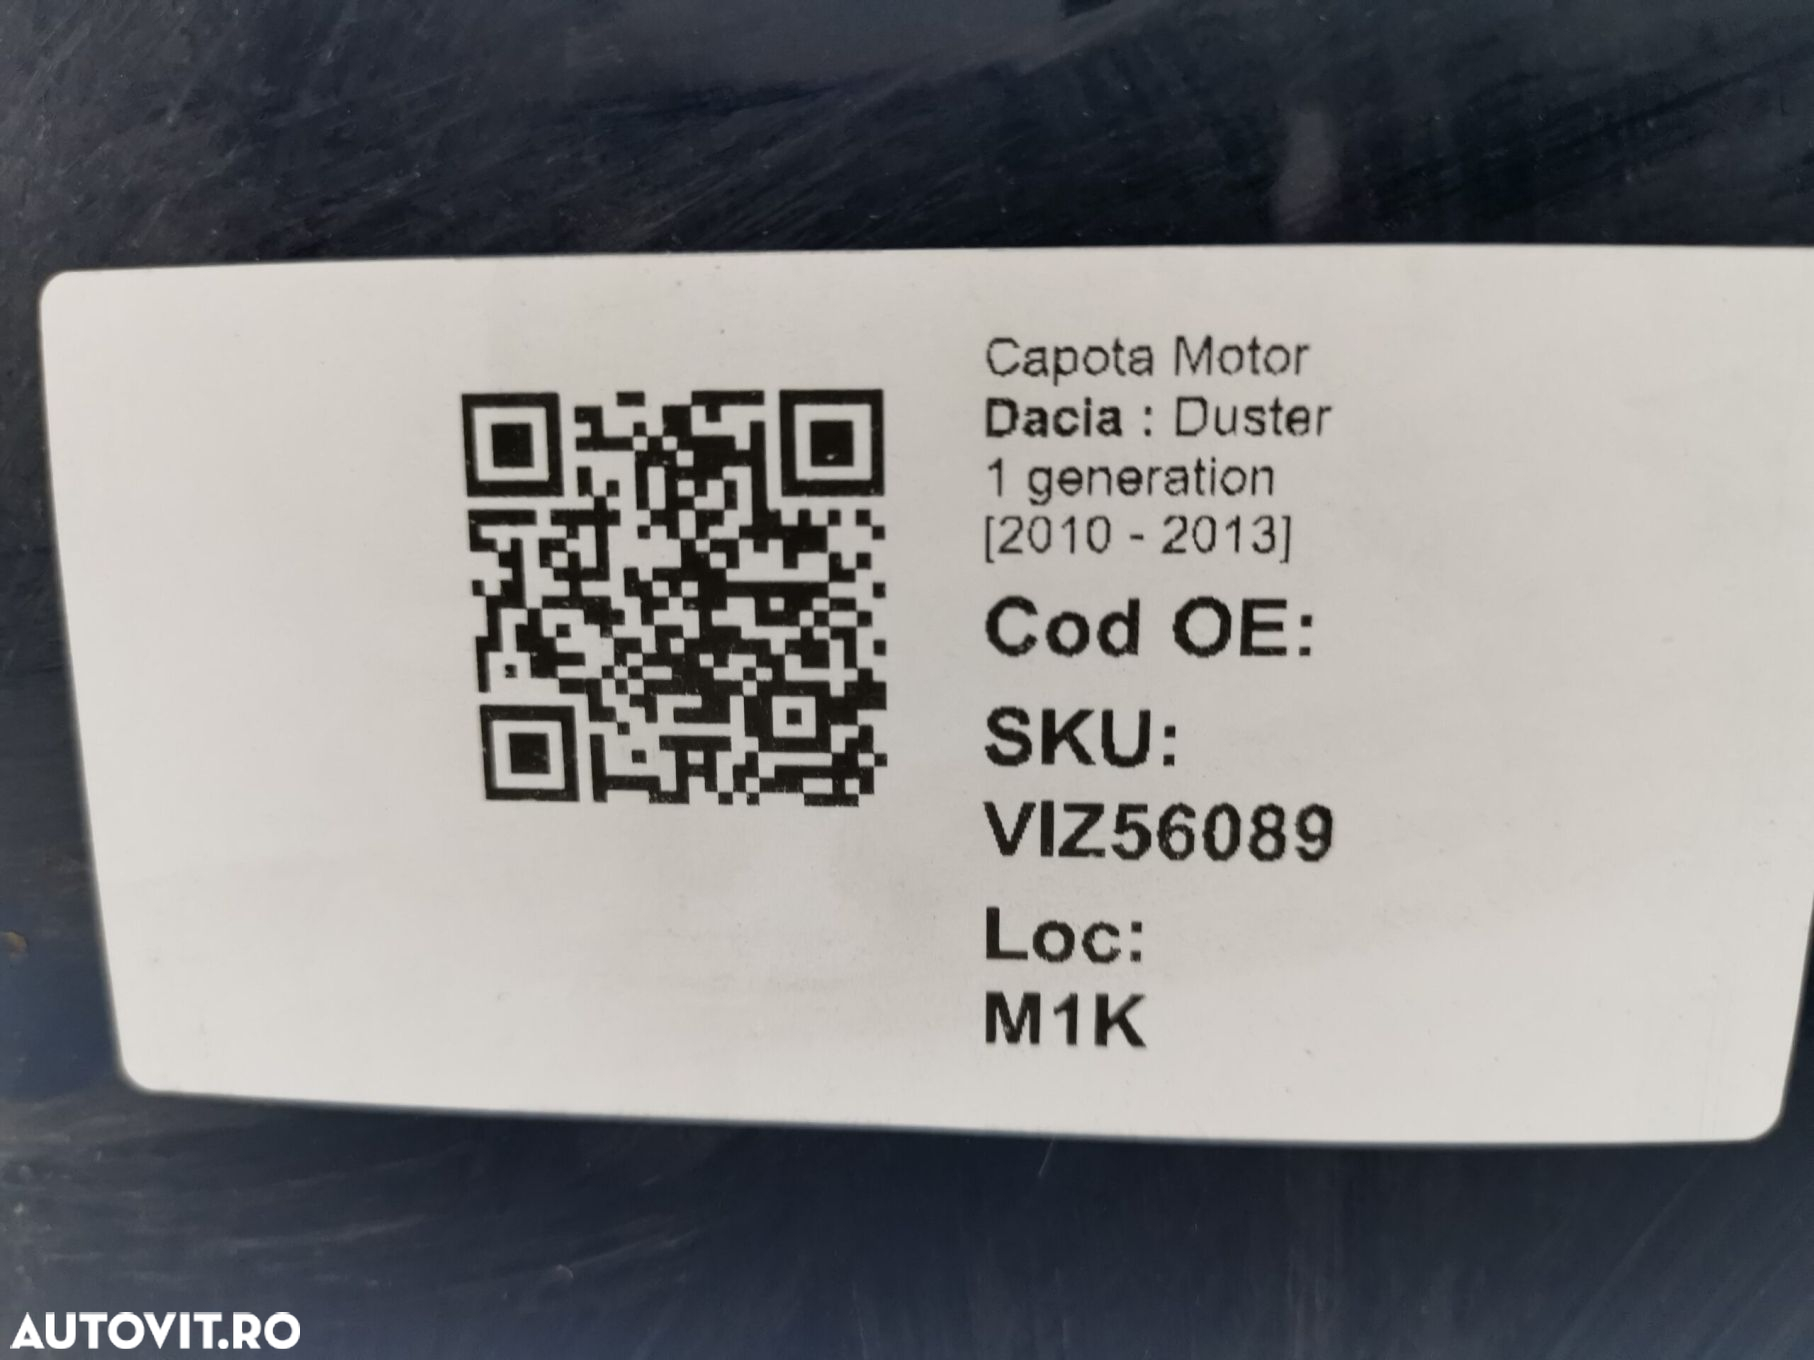 Capota Motor
Dacia : Duster
1 generation
[2010 - 2013]
Cod OE:
SKU:
VIZ56089
Loc:
M1K
AUTOVIT.RO